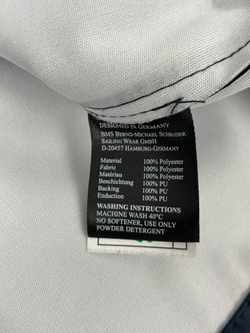 DESIGNED IN GERMANY
BMS BERND-MICHAEL SCHRÖDER
SAILING WEAR GMBH
D-20457 HAMBURG-GERMANY
Material 100% Polyester
Fabric 100% Polyester
Matériau 100% Polyester
Beschichtung 100% PU
Backing 100% PU
Enduction 100% PU
WASHING INSTRUCTIONS
MACHINE WASH 40°C
NO SOFTENER, USE ONLY
POWDER DETERGENT